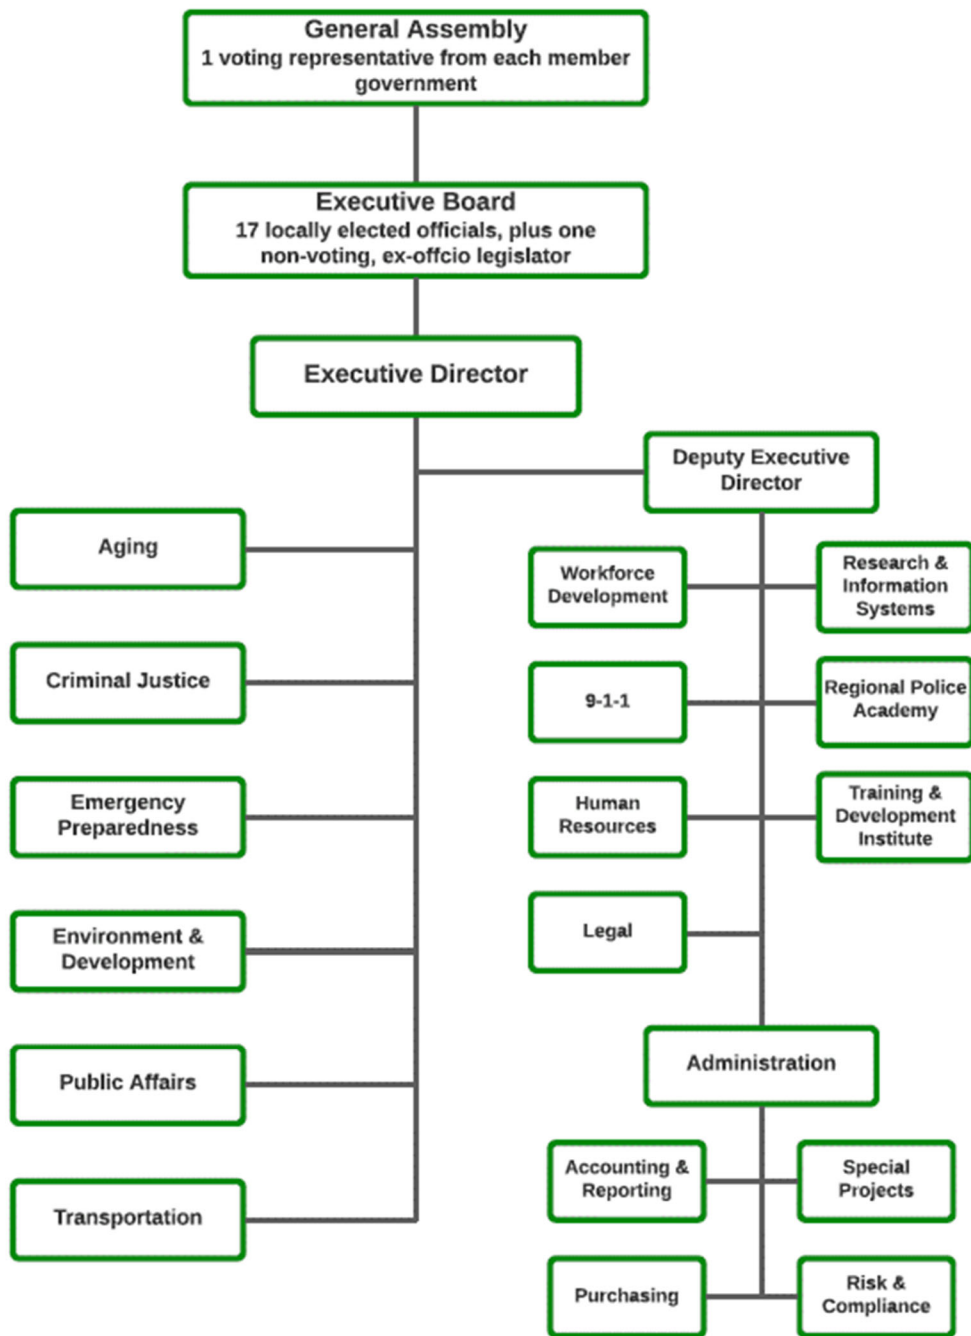 General Assembly
1 voting representative from each member
government
Executive Board
17 locally elected officials, plus one
non-voting, ex-offcio legislator
Executive Director
Deputy Executive
Director
Aging
Criminal Justice
Emergency
Preparedness
Environment &
Development
Public Affairs
Transportation
Workforce
Development
Research &
Information
Systems
9-1-1
Regional Police
Academy
Human
Resources
Training &
Development
Institute
Legal
Administration
Accounting &
Reporting
Special
Projects
Purchasing
Risk &
Compliance